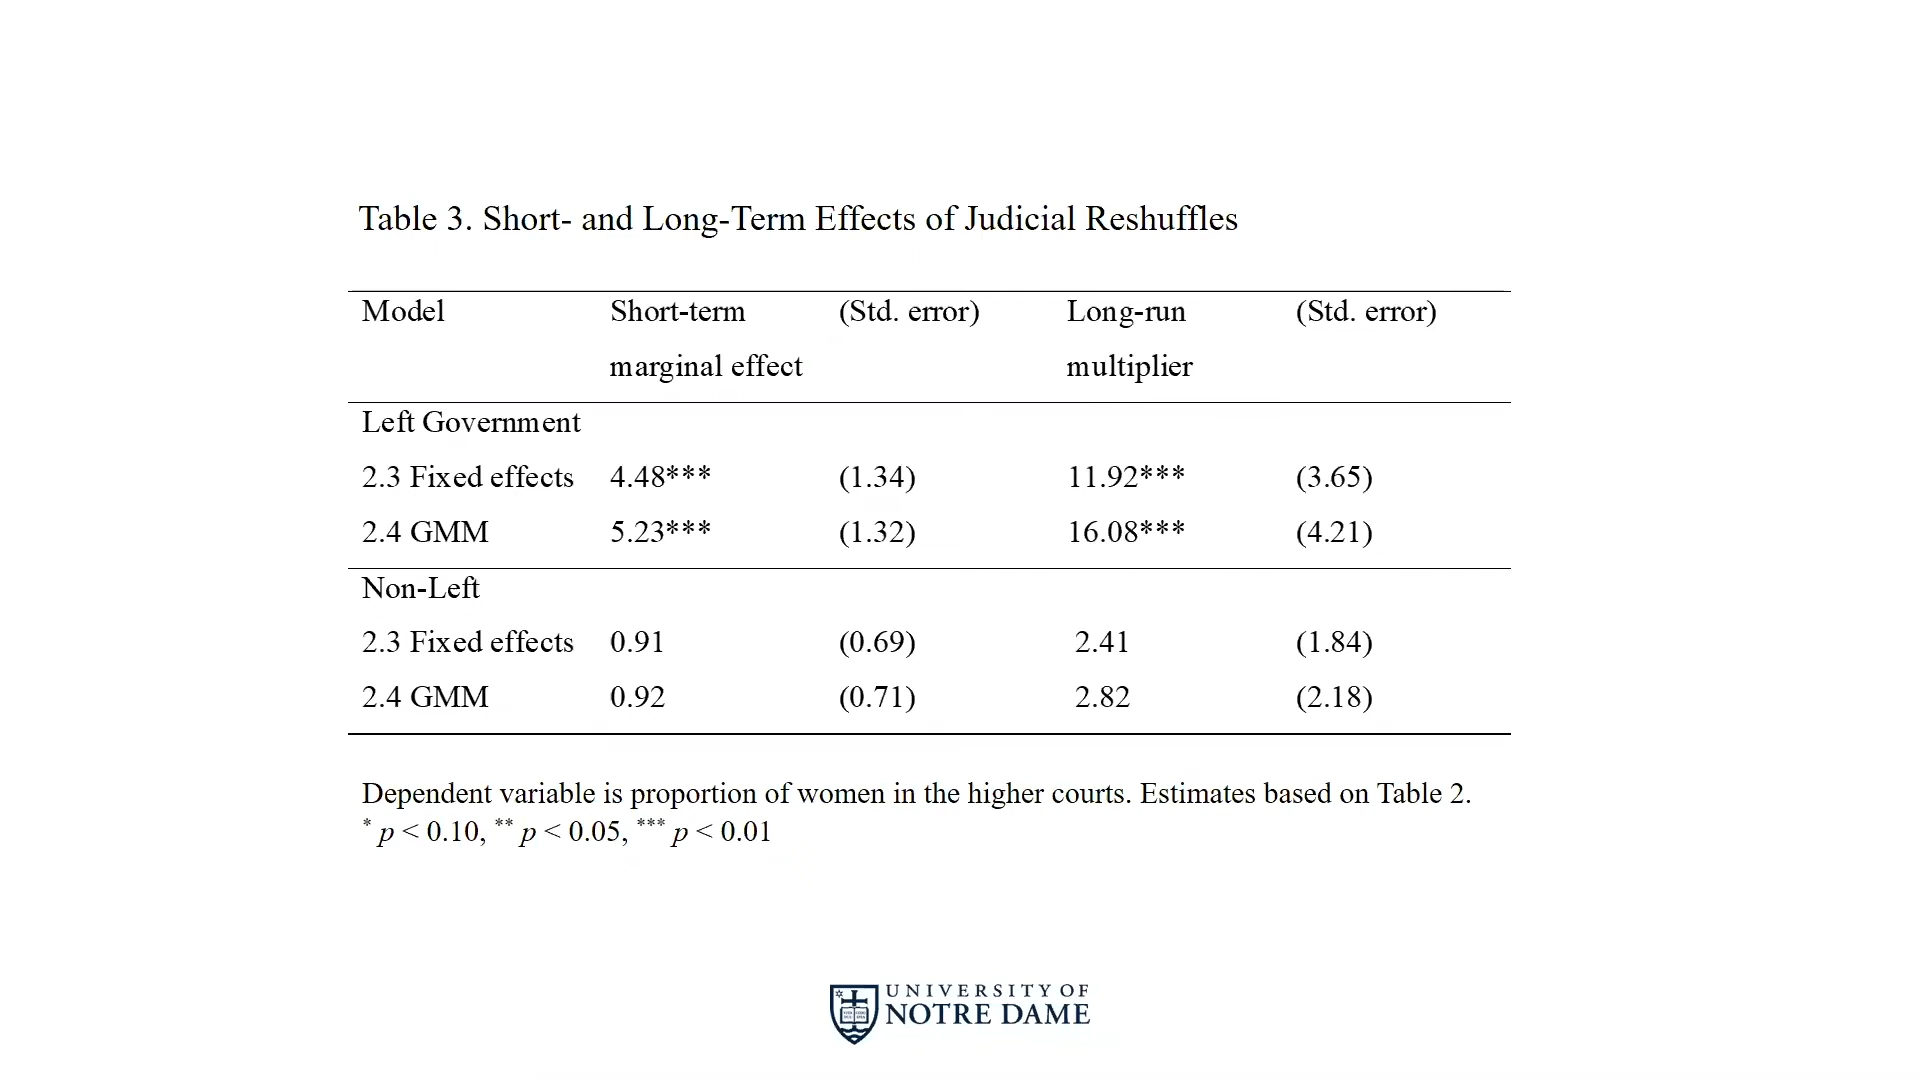 Table 3. Short- and Long-Term Effects of Judicial Reshuffles
Model Short-term (Std. error) Long-run (Std. error)
marginal effect multiplier
Left Government
2.3 Fixed effects 4.48*** (1.34) 11.92*** (3.65)
2.4 GMM 5.23*** (1.32) 16.08*** (4.21)
Non-Left
2.3 Fixed effects 0.91 (0.69) 2.41 (1.84)
2.4 GMM 0.92 (0.71) 2.82 (2.18)
Dependent variable is proportion of women in the higher courts. Estimates based on Table 2.
* p < 0.10, ** p < 0.05, *** p < 0.01
UNIVERSITY OF
NOTRE DAME